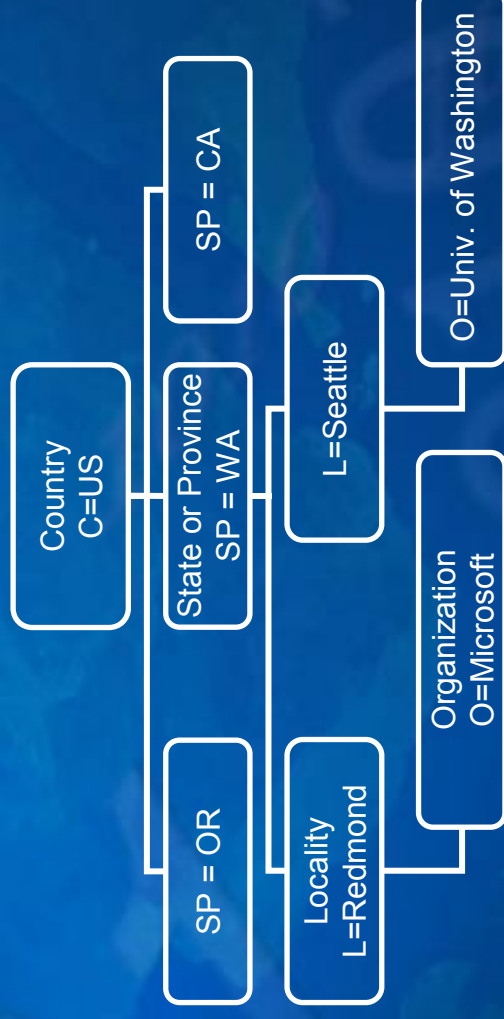 Country
C=US
SP = OR
State or Province
SP = WA
SP = CA
Locality
L=Redmond
L=Seattle
Organization
O=Microsoft
O=Univ. of Washington